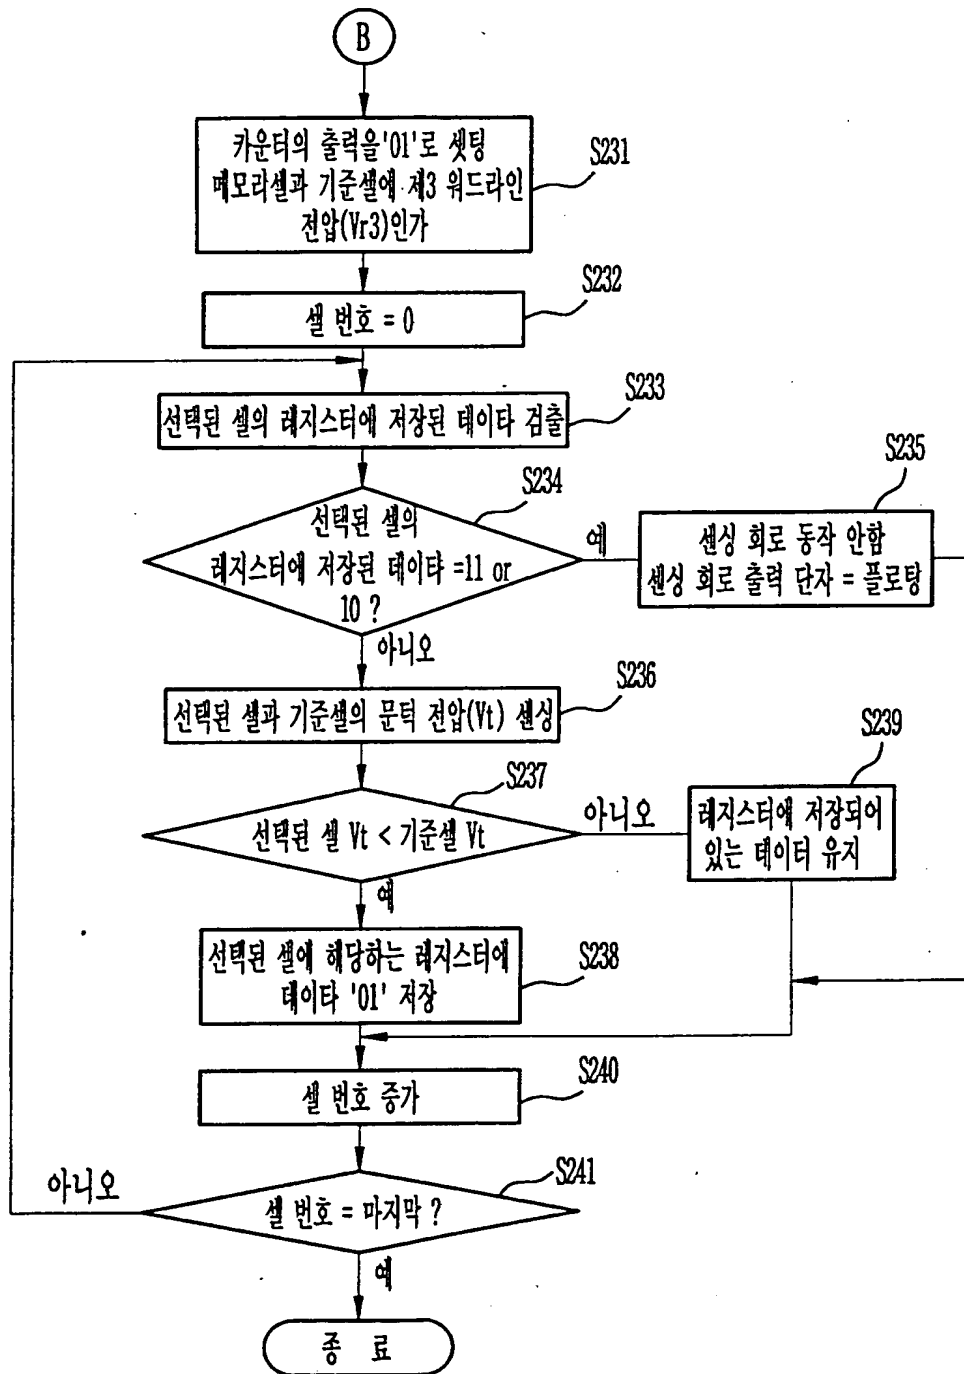 B
카운터의 출력을'01'로 셋팅
메모리셀과 기준셀에 제3 워드라인
전압(Vr3)인가
S231
S232
셀 번호 = 0
S233
선택된 셀의 레지스터에 저장된 데이타 검출
S234
선택된 셀의
레지스터에 저장된 데이타 =11 or
10 ?
예
S235
센싱 회로 동작 안함
센싱 회로 출력 단자 = 플로팅
아니오
S236
선택된 셀과 기준셀의 문턱 전압(Vt) 센싱
S237
선택된 셀 Vt < 기준셀 Vt
아니오
S239
레지스터에 저장되어
있는 데이터 유지
예
선택된 셀에 해당하는 레지스터에
데이타 '01' 저장
S238
S240
셀 번호 증가
S241
아니오
셀 번호 = 마지막 ?
예
종 료